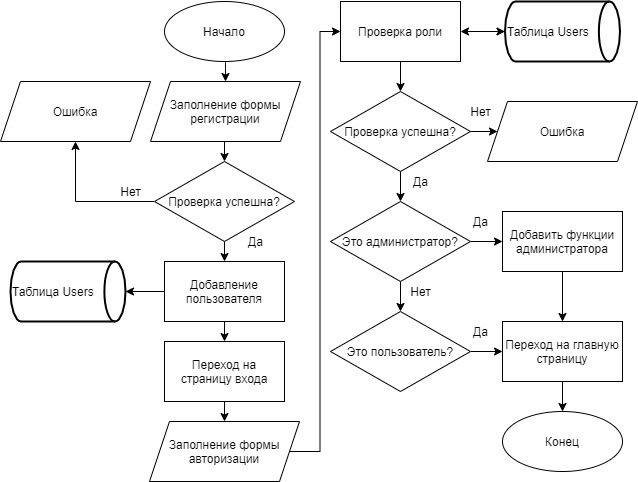 Начало
Заполнение формы
регистрации
Ошибка
Проверка успешна?
Нет
Да
Добавление
пользователя
Таблица Users
Переход на
страницу входа
Заполнение формы
авторизации
Проверка роли
Таблица Users
Проверка успешна?
Нет
Ошибка
Да
Это администратор?
Да
Добавить функции
администратора
Нет
Это пользователь?
Да
Переход на главную
страницу
Конец